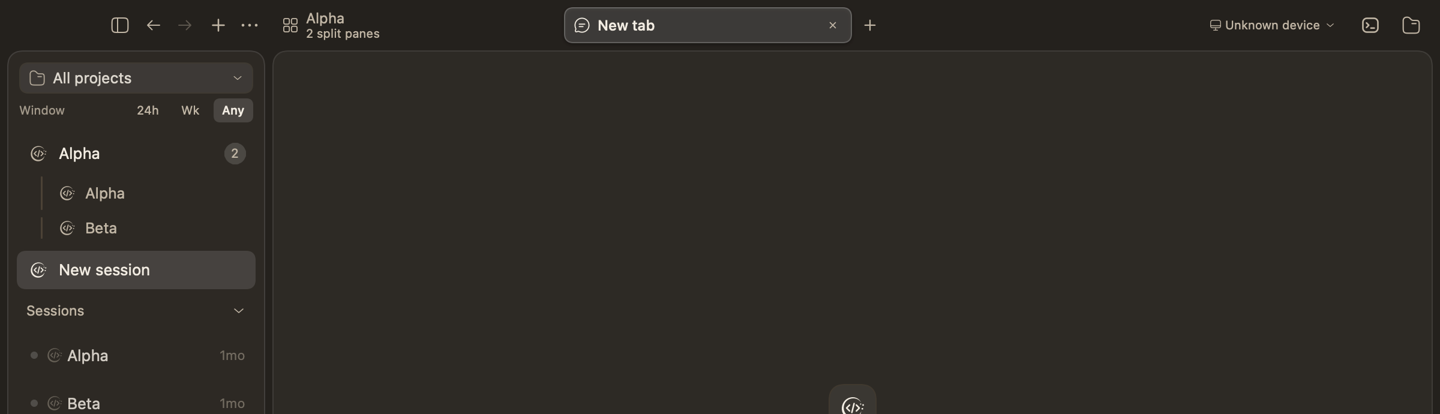 Alpha
2 split panes
New tab
Unknown device
All projects
Window 24h Wk Any
Alpha 2
Alpha
Beta
New session
Sessions
Alpha 1mo
Beta 1mo